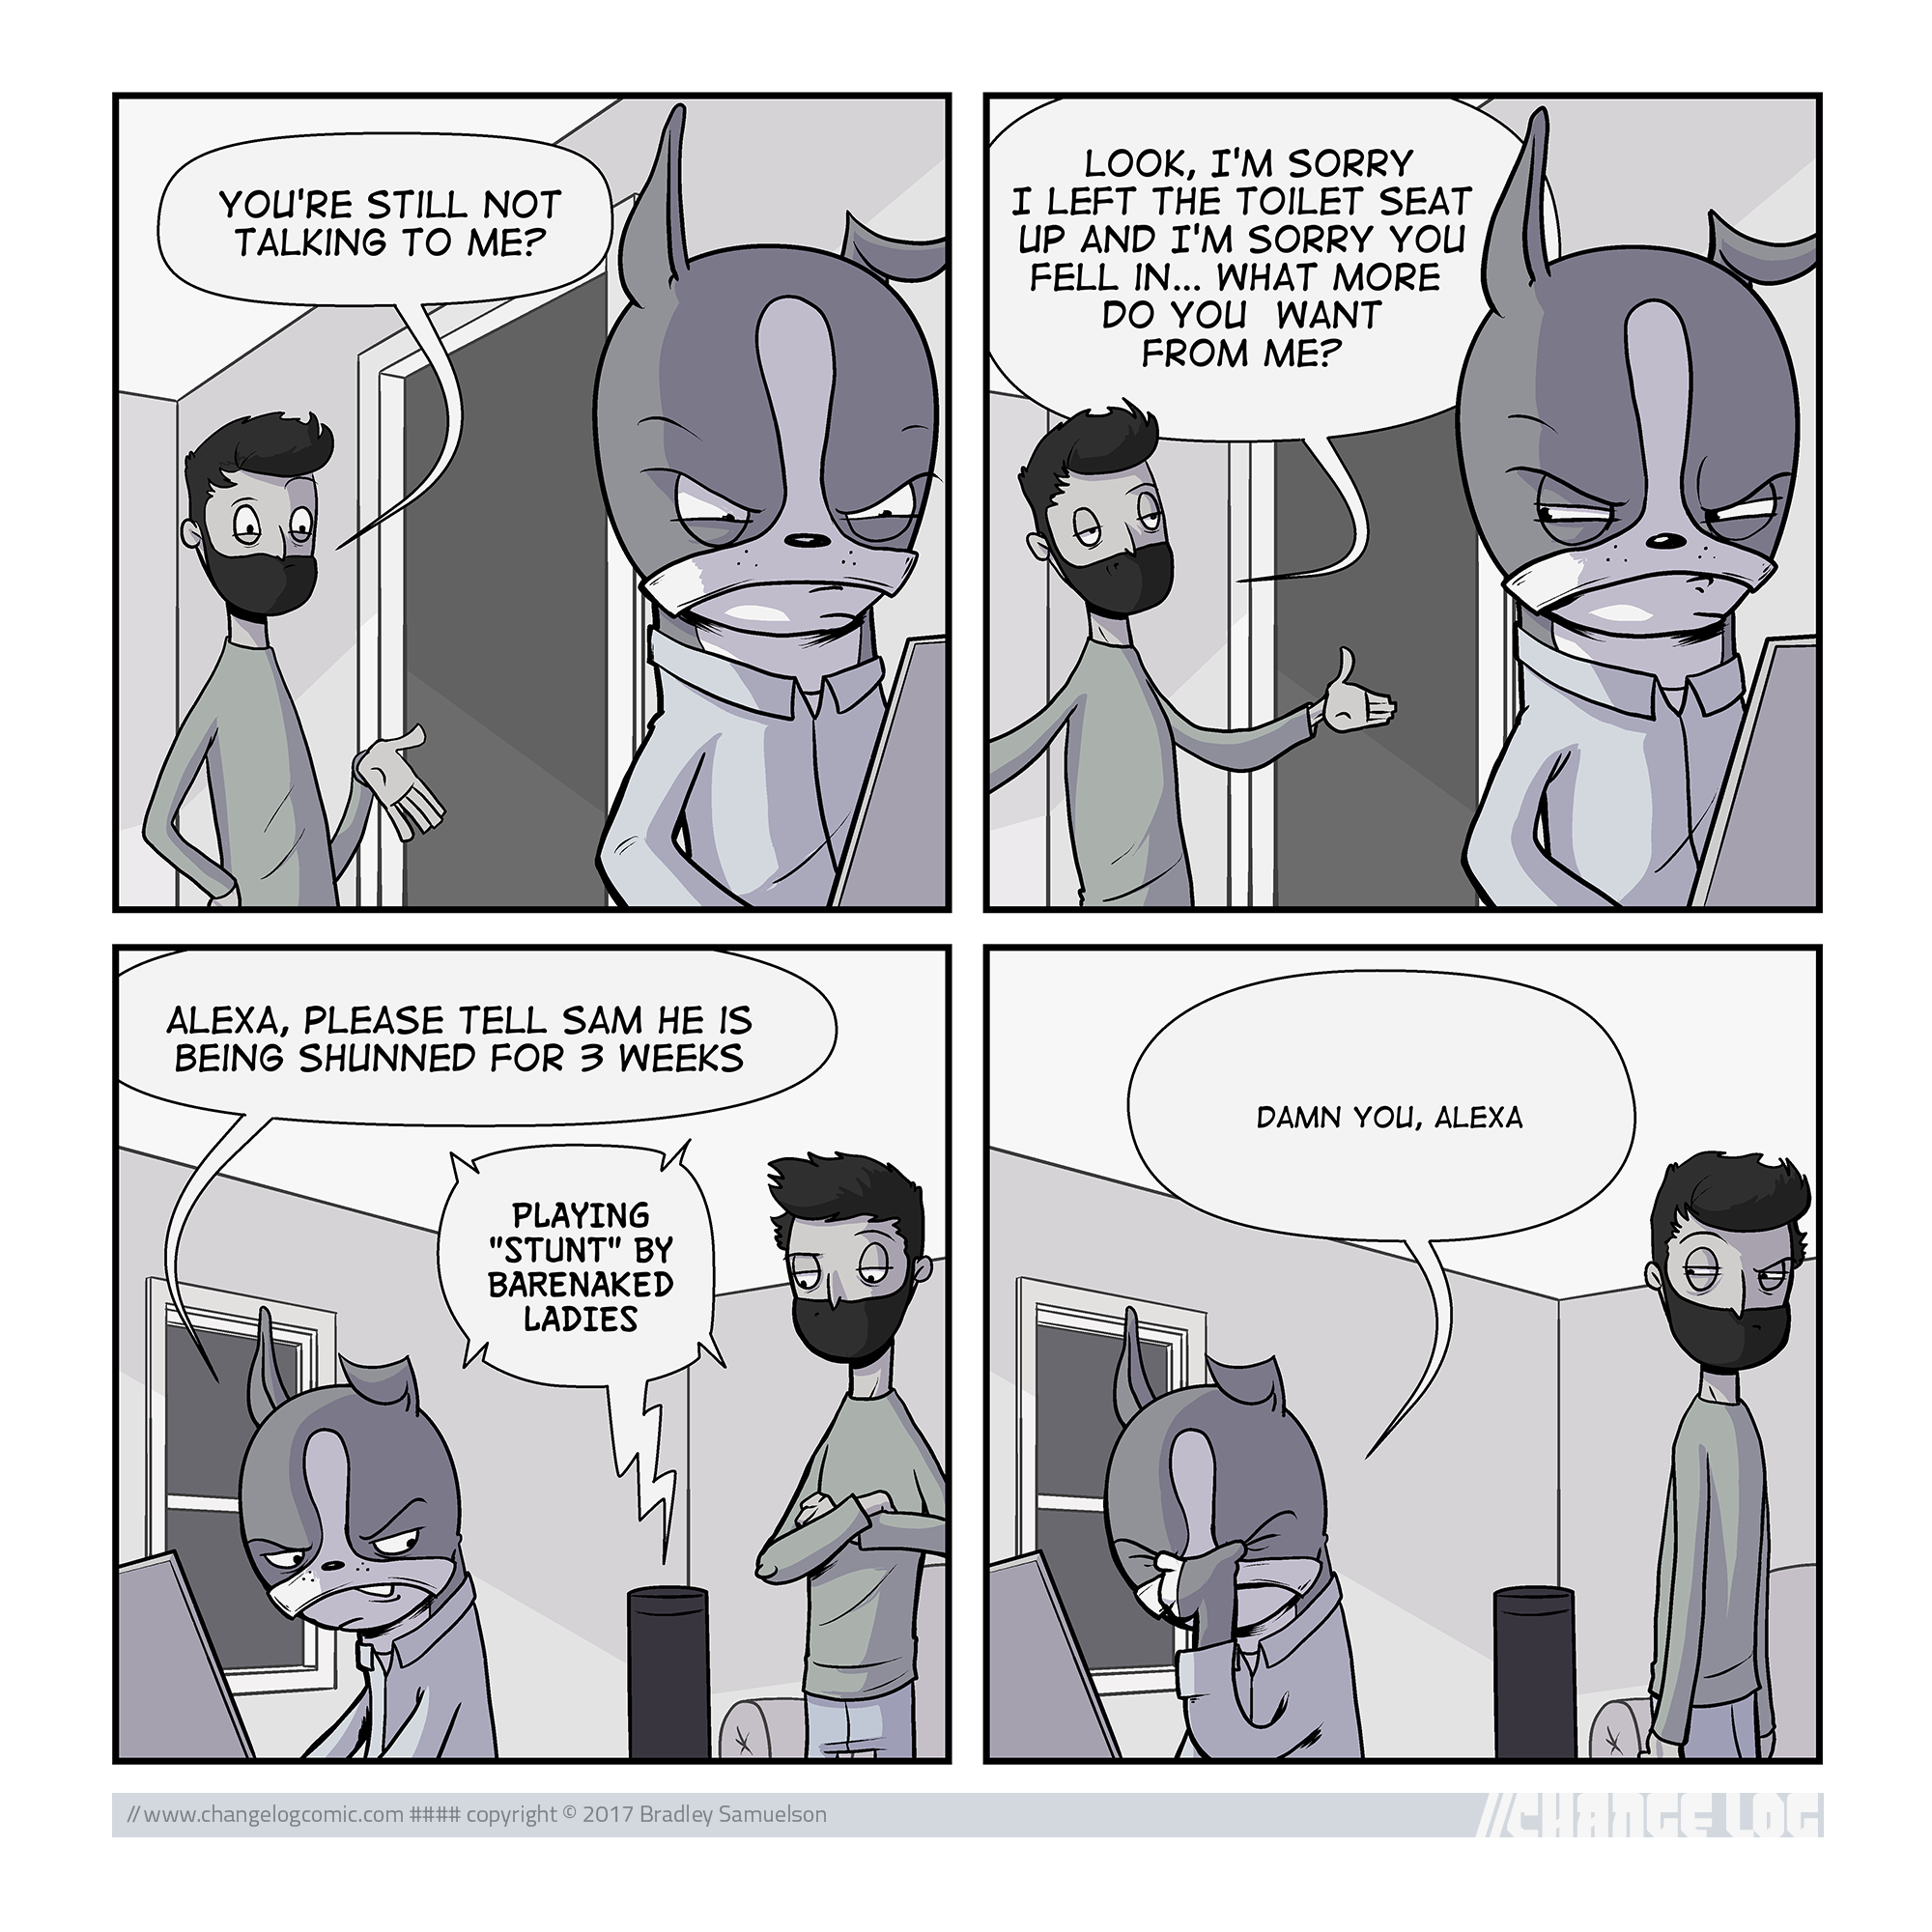 YOU'RE STILL NOT
TALKING TO ME?
LOOK, I'M SORRY
I LEFT THE TOILET SEAT
UP AND I'M SORRY YOU
FELL IN... WHAT MORE
DO YOU WANT
FROM ME?
ALEXA, PLEASE TELL SAM HE IS
BEING SHUNNED FOR 3 WEEKS
PLAYING
"STUNT" BY
BARENAKED
LADIES
DAMN YOU, ALEXA
// www.changelogcomic.com #### copyright © 2017 Bradley Samuelson
//CHANGE LOG